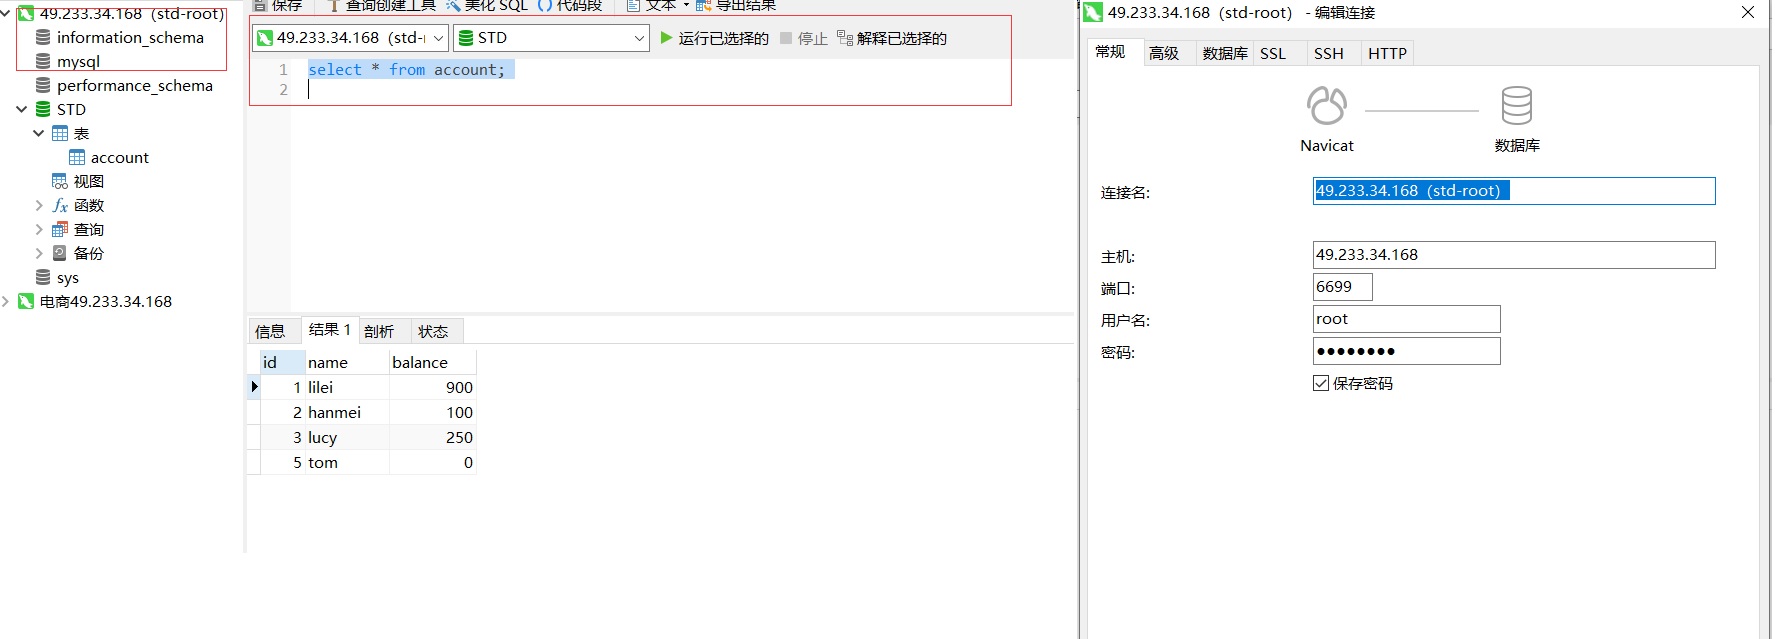 49.233.34.168（std-root）
information_schema
mysql
performance_schema
STD
表
account
视图
函数
查询
备份
sys
电商49.233.34.168
保存 查询创建工具 美化 SQL 代码段 文本 导出结果
49.233.34.168（std-r STD 运行已选择的 停止 解释已选择的
1 select * from account;
2
信息 结果 1 剖析 状态
id name balance
1 lilei 900
2 hanmei 100
3 lucy 250
5 tom 0
49.233.34.168（std-root） - 编辑连接
常规 高级 数据库 SSL SSH HTTP
Navicat 数据库
连接名: 49.233.34.168（std-root）
主机: 49.233.34.168
端口: 6699
用户名: root
密码: ●●●●●●●●
保存密码